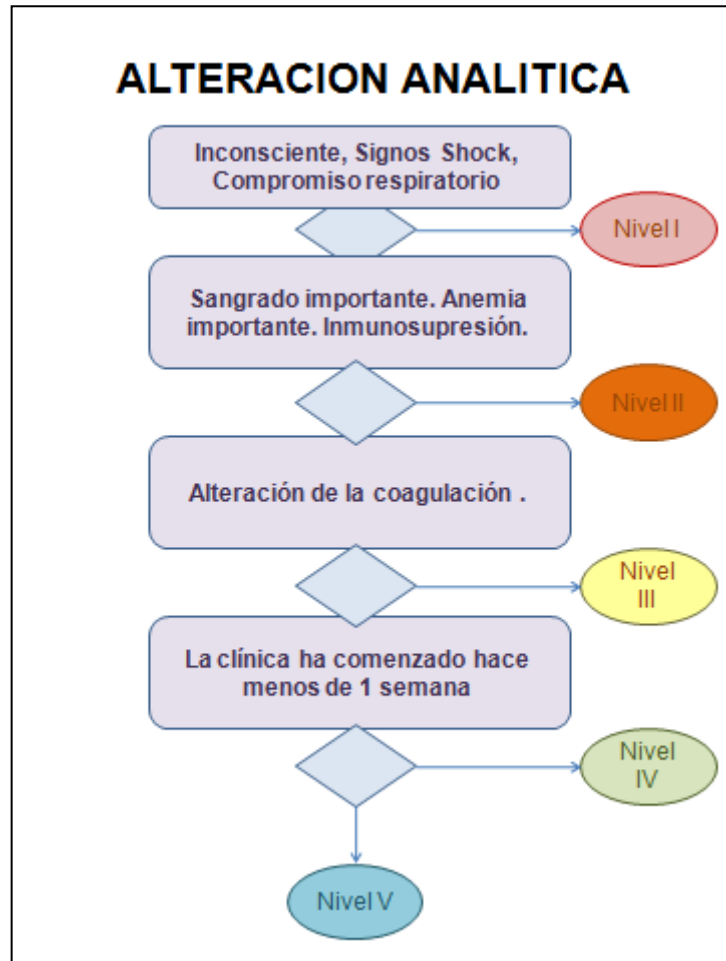 ALTERACION ANALITICA
Inconsciente, Signos Shock,
Compromiso respiratorio
Nivel I
Sangrado importante. Anemia
importante. Inmunosupresión.
Nivel II
Alteración de la coagulación .
Nivel
III
La clínica ha comenzado hace
menos de 1 semana
Nivel
IV
Nivel V